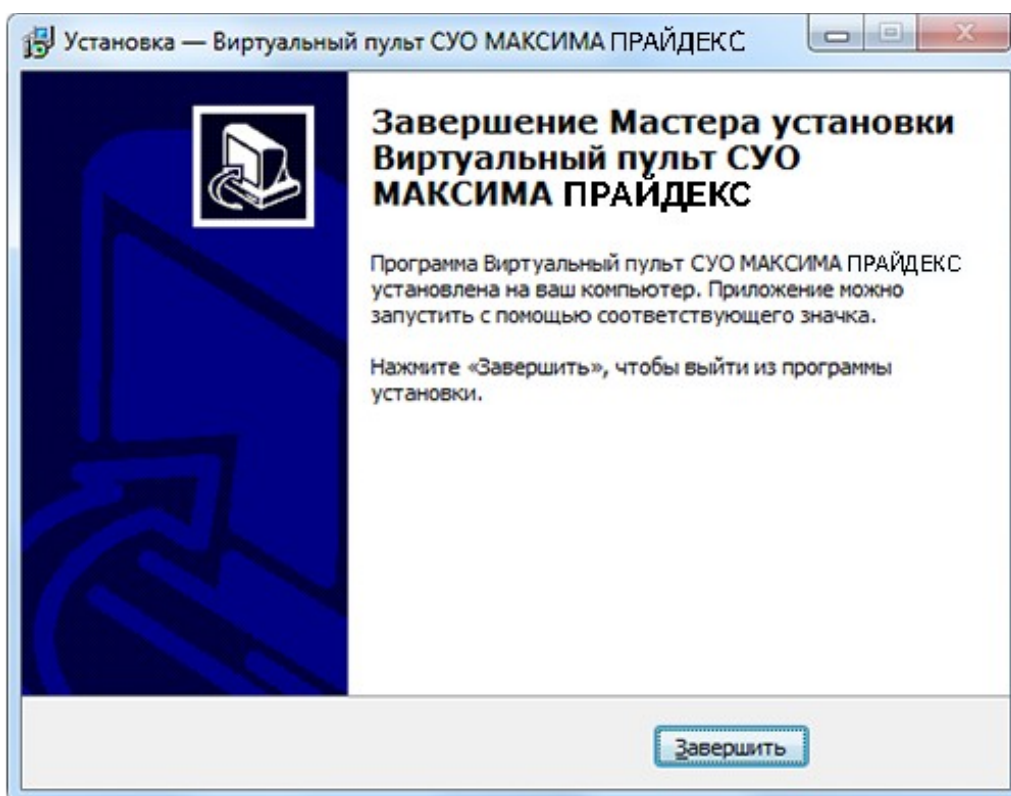 Установка — Виртуальный пульт СУО МАКСИМА ПРАЙДЕКС
Завершение Мастера установки
Виртуальный пульт СУО
МАКСИМА ПРАЙДЕКС
Программа Виртуальный пульт СУО МАКСИМА ПРАЙДЕКС
установлена на ваш компьютер. Приложение можно
запустить с помощью соответствующего значка.
Нажмите «Завершить», чтобы выйти из программы
установки.
Завершить